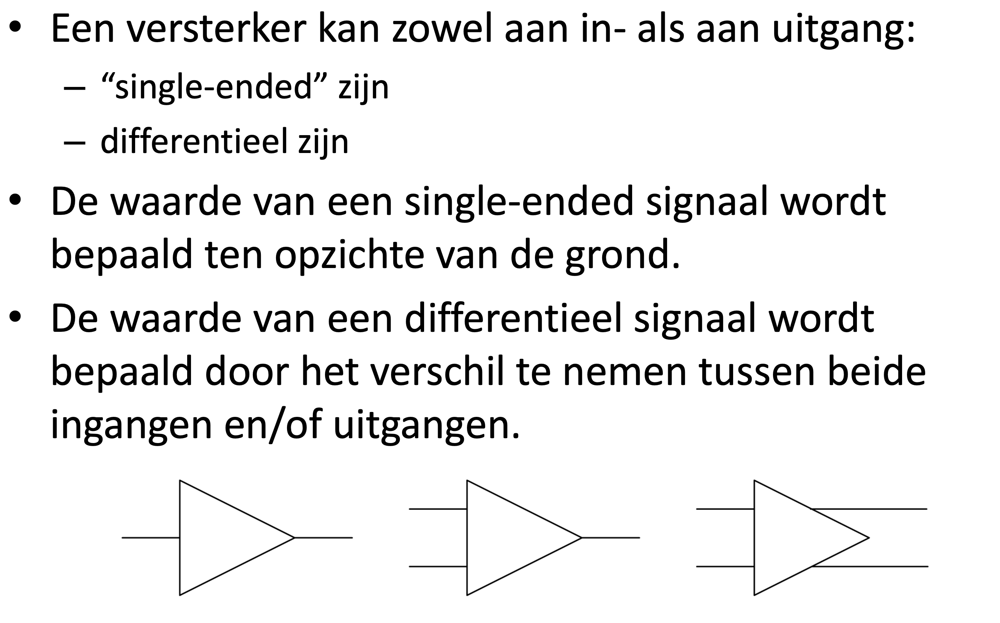 • Een versterker kan zowel aan in- als aan uitgang:
– “single-ended” zijn
– differentieel zijn
• De waarde van een single-ended signaal wordt
bepaald ten opzichte van de grond.
• De waarde van een differentieel signaal wordt
bepaald door het verschil te nemen tussen beide
ingangen en/of uitgangen.